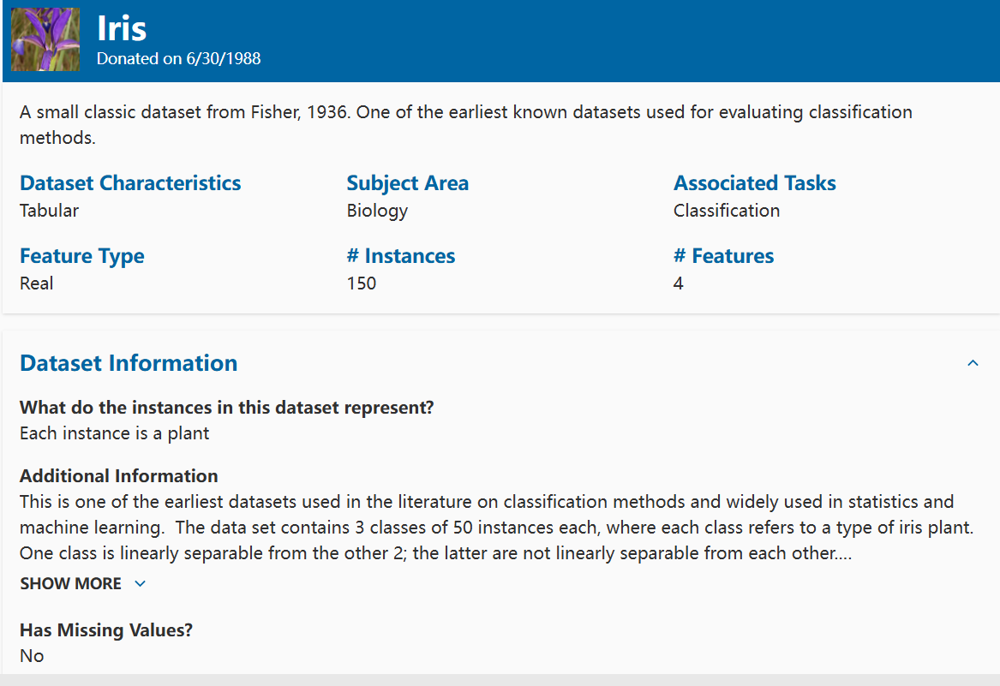 Iris
Donated on 6/30/1988
A small classic dataset from Fisher, 1936. One of the earliest known datasets used for evaluating classification
methods.
Dataset Characteristics
Tabular
Subject Area
Biology
Associated Tasks
Classification
Feature Type
Real
# Instances
150
# Features
4
Dataset Information
What do the instances in this dataset represent?
Each instance is a plant
Additional Information
This is one of the earliest datasets used in the literature on classification methods and widely used in statistics and
machine learning.  The data set contains 3 classes of 50 instances each, where each class refers to a type of iris plant.
One class is linearly separable from the other 2; the latter are not linearly separable from each other....
SHOW MORE
Has Missing Values?
No